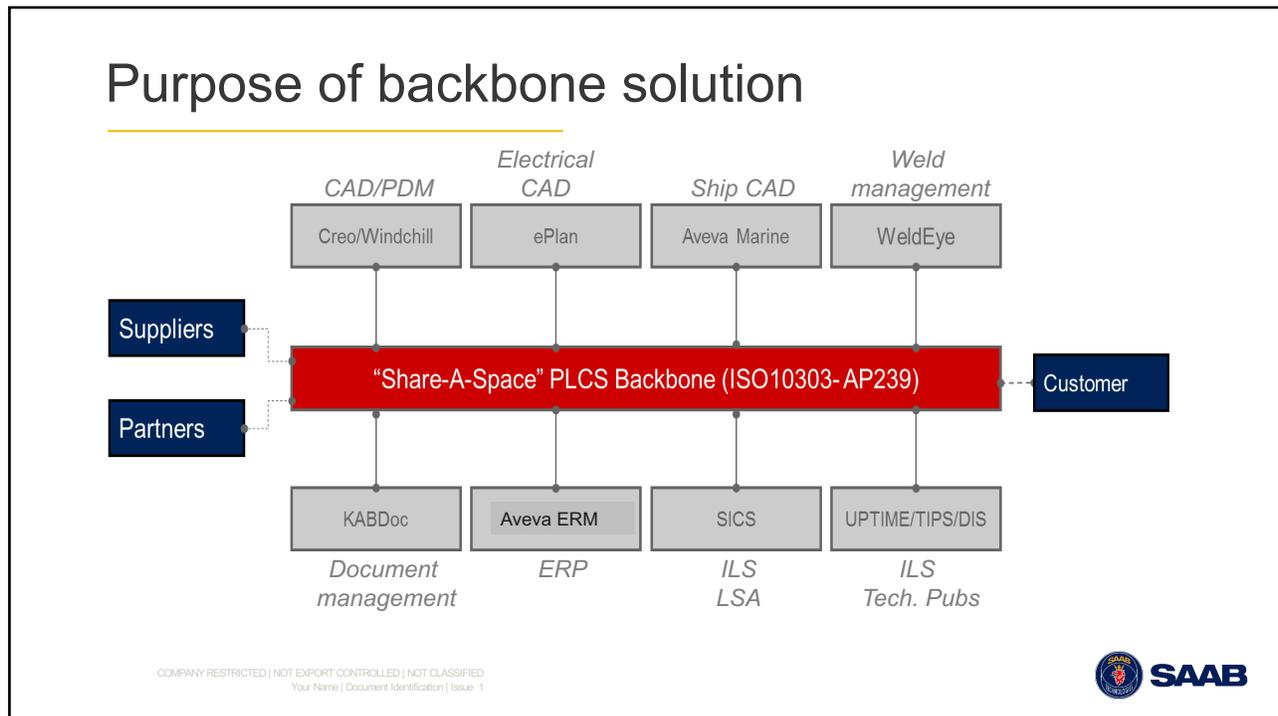 Purpose of backbone solution
Electrical
Weld
CAD/PDM
CAD
Ship CAD
management
Creo/Windchill
ePlan
Aveva Marine
WeldEye
Suppliers
"Share-A-Space" PLCS Backbone (ISO10303- AP239)
Customer
Partners
KABDoc
Aveva ERM
SICS
UPTIME/TIPS/DIS
Document
management
ERP
ILS
LSA
ILS
Tech. Pubs
COMPANY RESTRICTED | NOT EXPORT CONTROLLED | NOT CLASSIFIED
Your Name | Document Identification | Issue 1
SAAB
SAAB